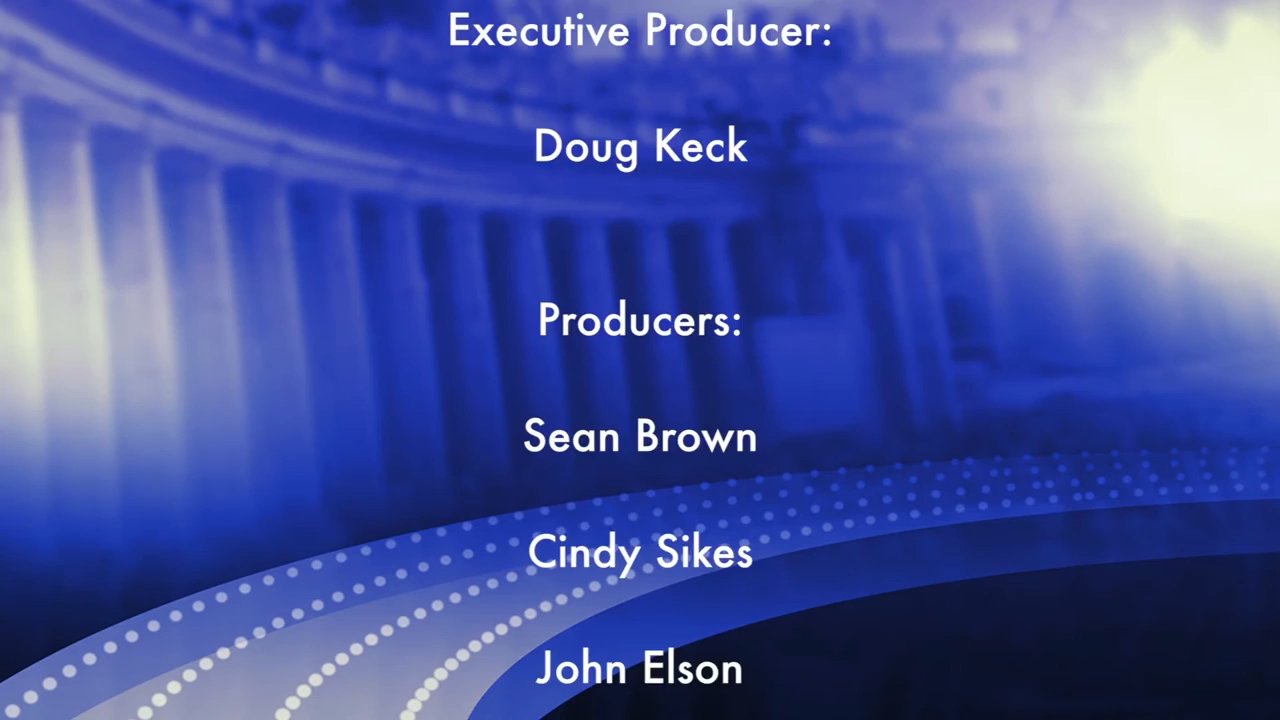 Executive Producer:
Doug Keck
Producers:
Sean Brown
Cindy Sikes
John Elson